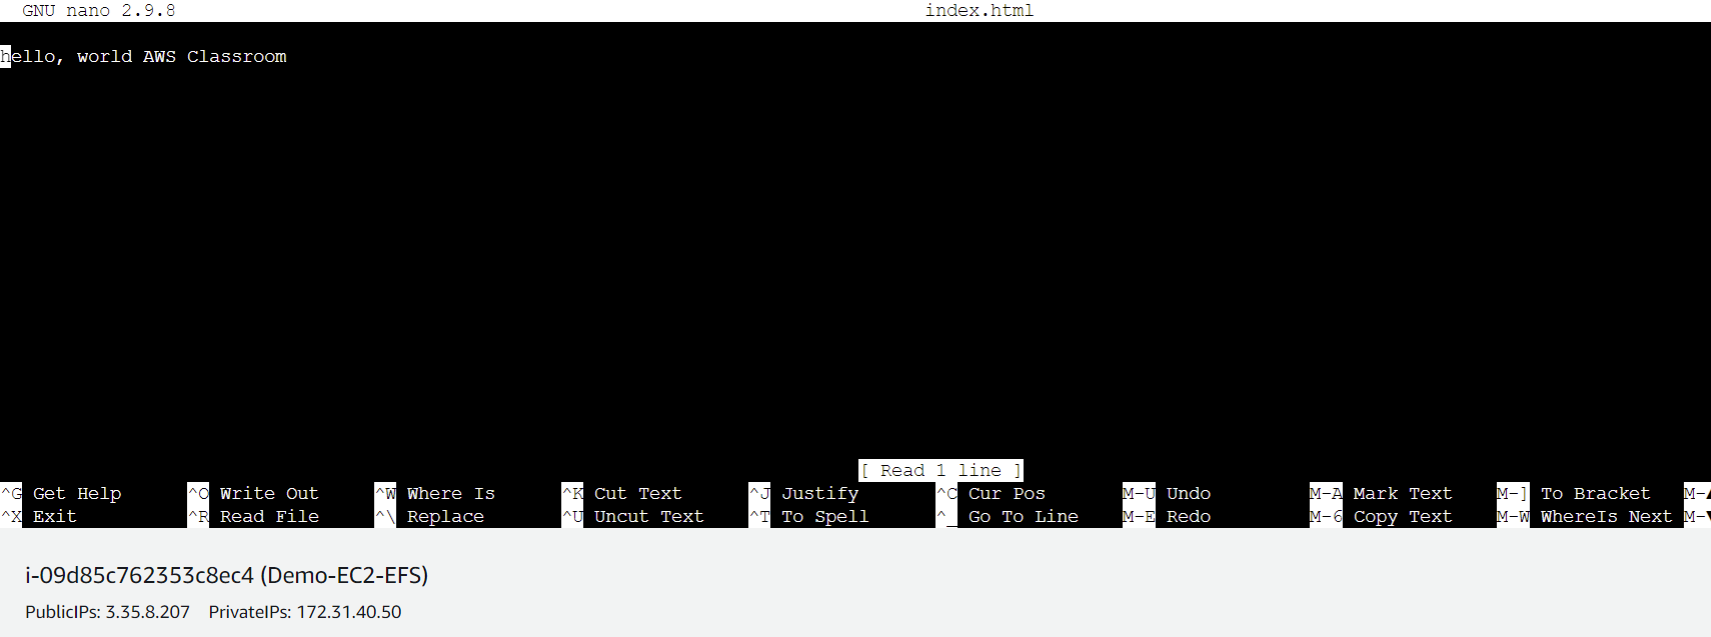 GNU nano 2.9.8 index.html
hello, world AWS Classroom
[ Read 1 line ]
^G Get Help ^O Write Out ^W Where Is ^K Cut Text ^J Justify ^C Cur Pos M-U Undo M-A Mark Text M-] To Bracket M-▲
^X Exit ^R Read File ^\ Replace ^U Uncut Text ^T To Spell ^_ Go To Line M-E Redo M-6 Copy Text M-W WhereIs Next M-▼
i-09d85c762353c8ec4 (Demo-EC2-EFS)
PublicIPs: 3.35.8.207 PrivateIPs: 172.31.40.50